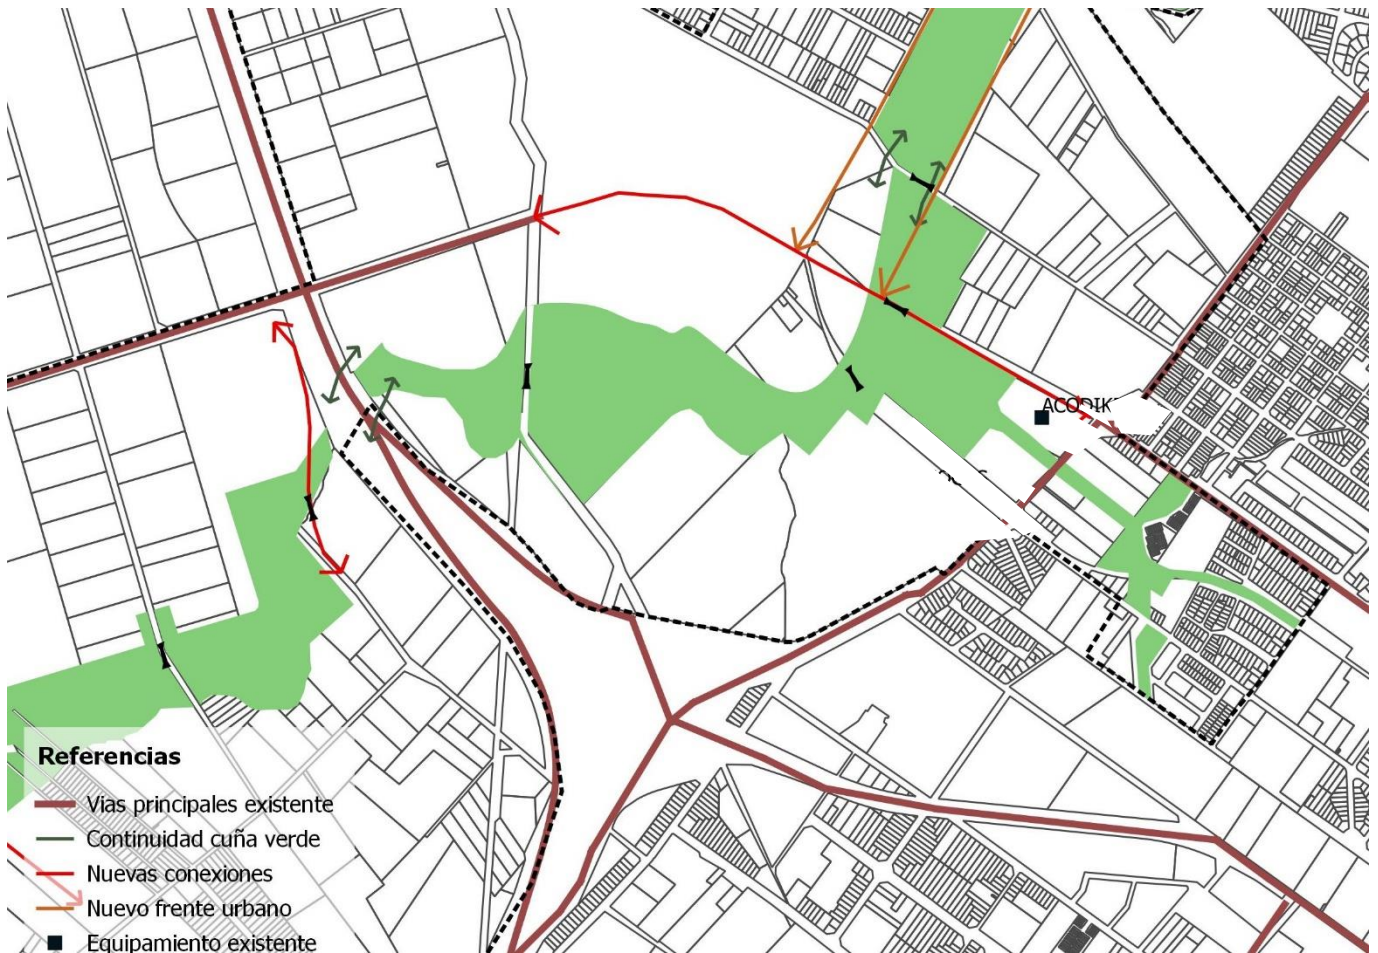 Referencias
Vias principales existente
Continuidad cuña verde
Nuevas conexiones
Nuevo frente urbano
Equipamiento existente